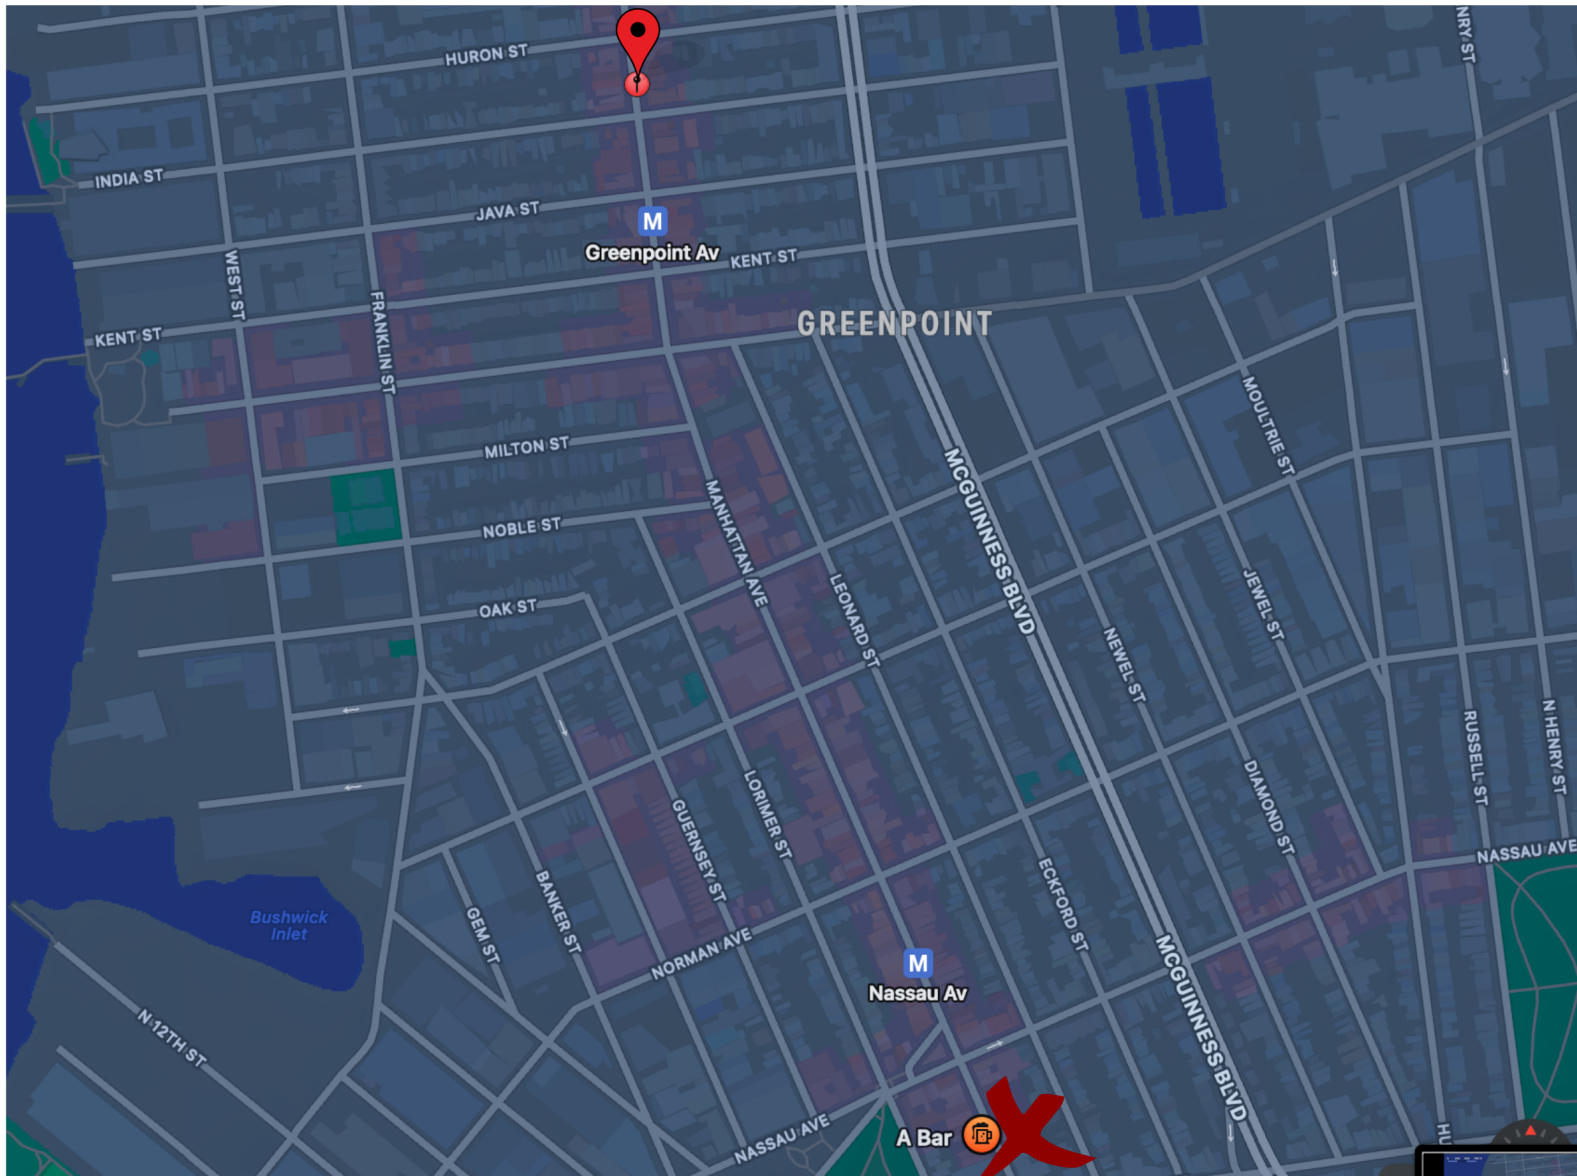 HURON ST
NRY ST
INDIA ST
JAVA ST
M
Greenpoint Av
KENT ST
WEST ST
FRANKLIN ST
KENT ST
GREENPOINT
MOULTRIE ST
MILTON ST
MANHATTAN AVE
MCGUINNESS BLVD
NOBLE ST
OAK ST
LEONARD ST
JEWEL ST
NEWEL ST
RUSSELL ST
N HENRY ST
LORIMER ST
GUERNSEY ST
DIAMOND ST
NASSAU AVE
ECKFORD ST
BANKER ST
GEM ST
Bushwick
Inlet
NORMAN AVE
M
Nassau Av
MCGUINNESS BLVD
N 12TH ST
NASSAU AVE
A Bar
HU